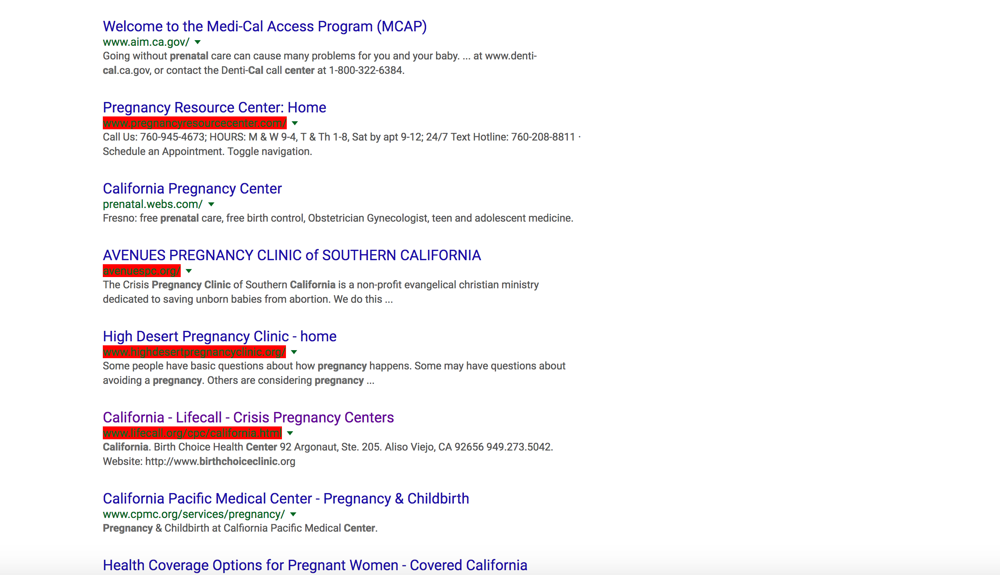 Welcome to the Medi-Cal Access Program (MCAP)
www.aim.ca.gov/
Going without prenatal care can cause many problems for you and your baby. ... at www.denti-
cal.ca.gov, or contact the Denti-Cal call center at 1-800-322-6384.
Pregnancy Resource Center: Home
www.pregnancyresourcecenter.com/
Call Us: 760-945-4673; HOURS: M & W 9-4, T & Th 1-8, Sat by apt 9-12; 24/7 Text Hotline: 760-208-8811 ·
Schedule an Appointment. Toggle navigation.
California Pregnancy Center
prenatal.webs.com/
Fresno: free prenatal care, free birth control, Obstetrician Gynecologist, teen and adolescent medicine.
AVENUES PREGNANCY CLINIC of SOUTHERN CALIFORNIA
avenuespc.org/
The Crisis Pregnancy Clinic of Southern California is a non-profit evangelical christian ministry
dedicated to saving unborn babies from abortion. We do this ...
High Desert Pregnancy Clinic - home
www.highdesertpregnancyclinic.org/
Some people have basic questions about how pregnancy happens. Some may have questions about
avoiding a pregnancy. Others are considering pregnancy ...
California - Lifecall - Crisis Pregnancy Centers
www.lifecall.org/cpc/california.html
California. Birth Choice Health Center 92 Argonaut, Ste. 205. Aliso Viejo, CA 92656 949.273.5042.
Website: http://www.birthchoiceclinic.org
California Pacific Medical Center - Pregnancy & Childbirth
www.cpmc.org/services/pregnancy/
Pregnancy & Childbirth at Calfiornia Pacific Medical Center.
Health Coverage Options for Pregnant Women - Covered California